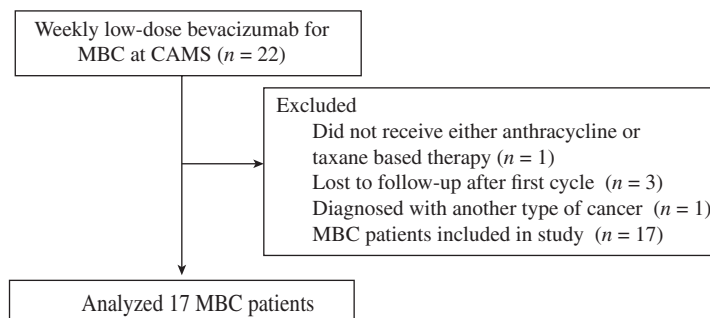 Weekly low-dose bevacizumab for
MBC at CAMS (n = 22)
Excluded
Did not receive either anthracycline or
taxane based therapy (n = 1)
Lost to follow-up after first cycle (n = 3)
Diagnosed with another type of cancer (n = 1)
MBC patients included in study (n = 17)
Analyzed 17 MBC patients